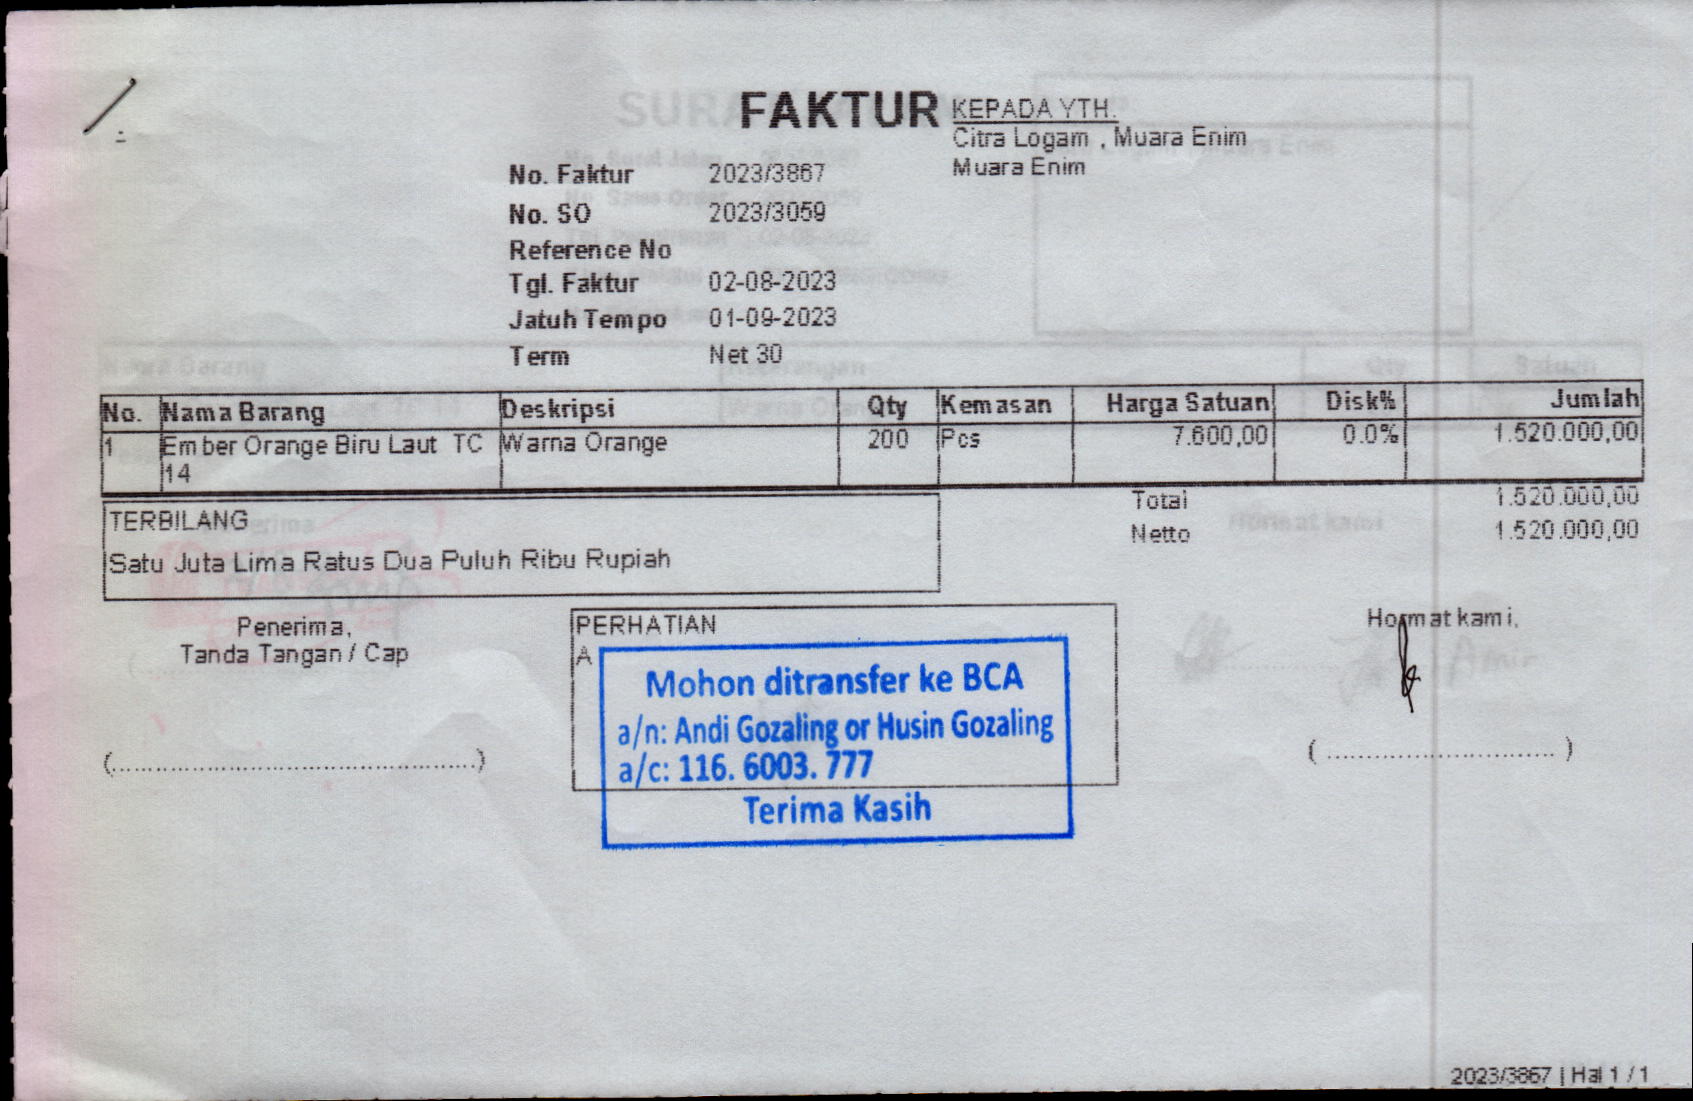 FAKTUR
KEPADA YTH.
Citra Logam , Muara Enim
Muara Enim
No. Faktur 2023/3867
No. SO 2023/3059
Reference No
Tgl. Faktur 02-08-2023
Jatuh Tempo 01-09-2023
Term Net 30
No. Nama Barang Deskripsi Qty Kemasan Harga Satuan Disk% Jumlah
1 Ember Orange Biru Laut TC Warna Orange 200 Pcs 7.600,00 0.0% 1.520.000,00
14
Total 1.520.000,00
Netto 1.520.000,00
TERBILANG
Satu Juta Lima Ratus Dua Puluh Ribu Rupiah
Penerima,
Tanda Tangan / Cap
(................................................)
PERHATIAN
A
Mohon ditransfer ke BCA
a/n: Andi Gozaling or Husin Gozaling
a/c: 116. 6003. 777
Terima Kasih
Hormat kami,
( .............................. )
2023/3867 | Hal 1 / 1